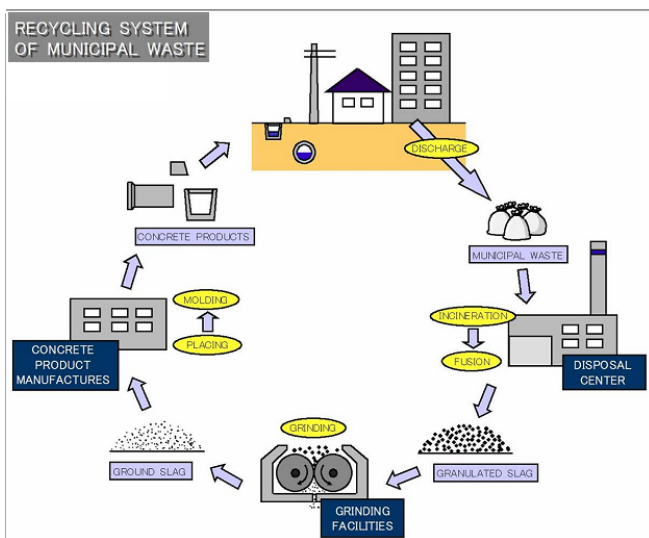 RECYCLING SYSTEM
OF MUNICIPAL WASTE
DISCHARGE
MUNICIPAL WASTE
INCINERATION
FUSION
DISPOSAL
CENTER
GRANULATED SLAG
GRINDING
GRINDING
FACILITIES
GROUND SLAG
CONCRETE
PRODUCT
MANUFACTURES
PLACING
MOLDING
CONCRETE PRODUCTS